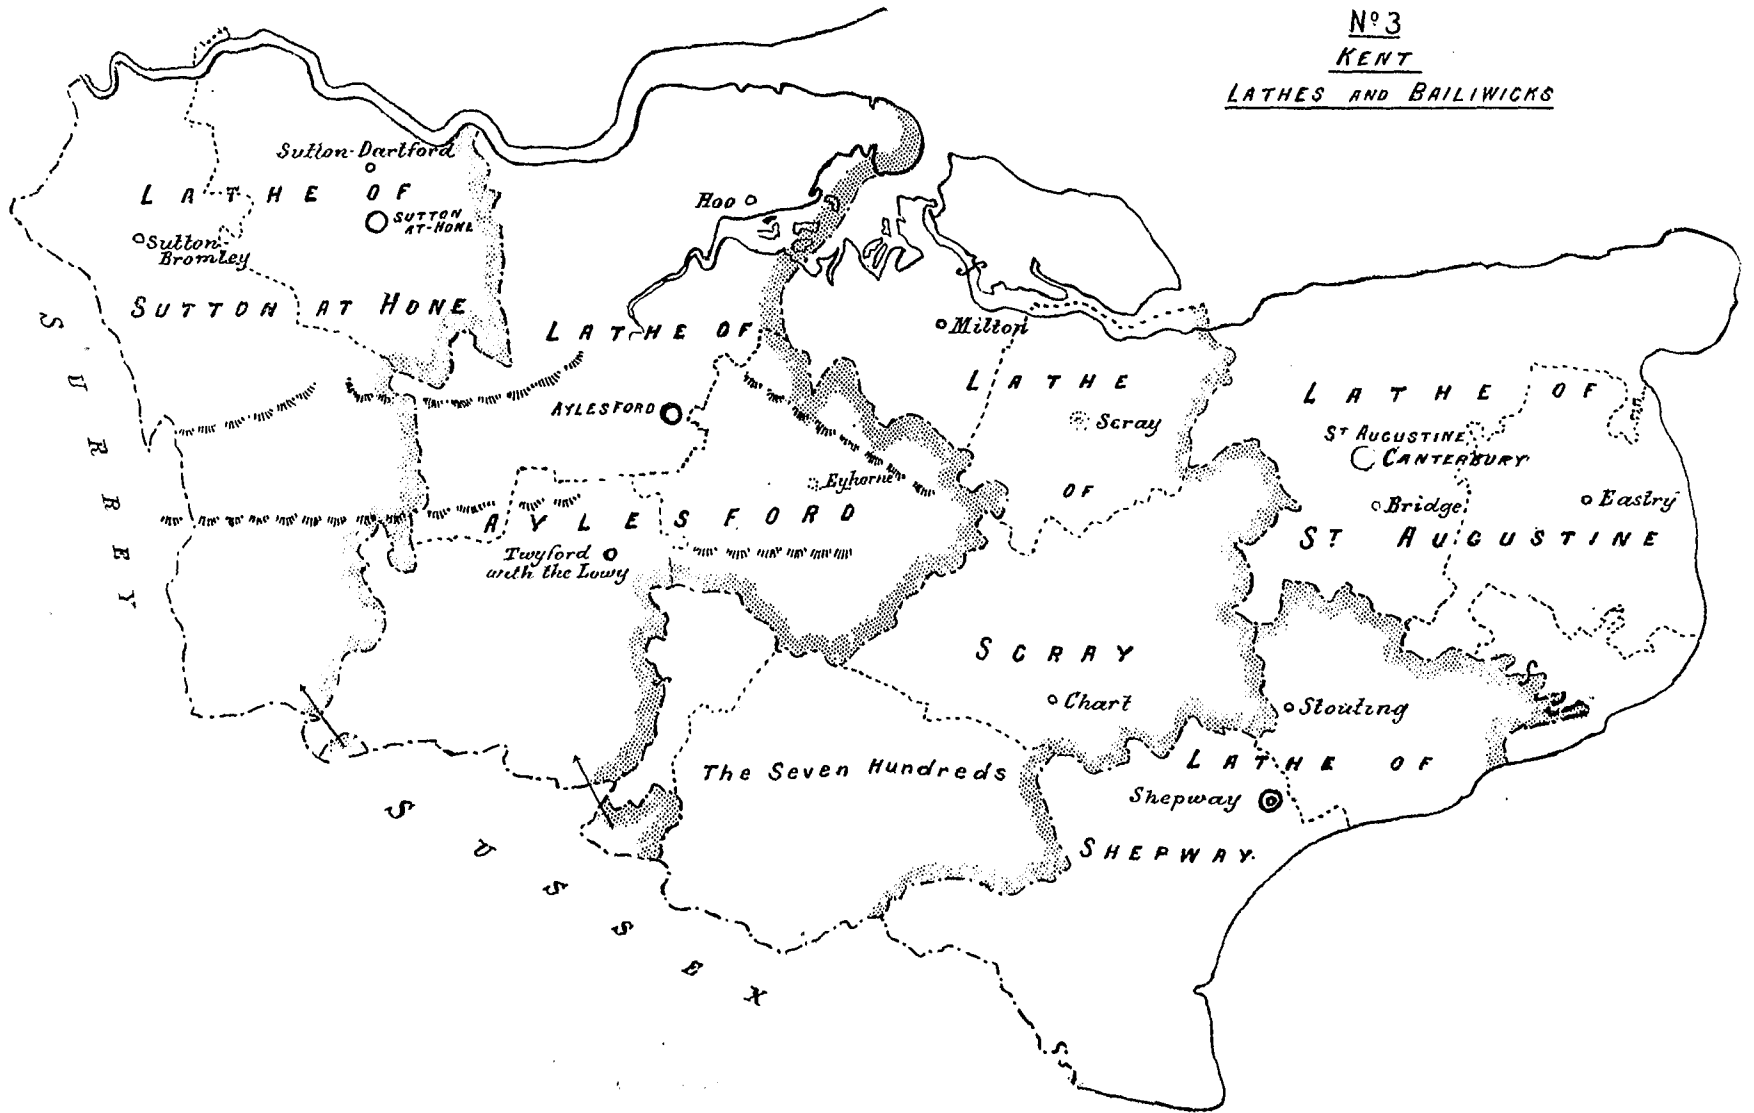 Nº 3
KENT
LATHES AND BAILIWICKS
Sutton-Dartford
LATHE OF
SUTTON
AT-HONE
Sutton-
Bromley
SUTTON AT HONE
Hoo
LATHE OF
AYLESFORD
Eyhorne
AYLESFORD
Twyford
with the Lowy
Milton
LATHE
Scray
OF
SCRAY
Chart
LATHE OF
ST AUGUSTINE
CANTERBURY
Bridge
Eastry
ST. AUGUSTINE
Stouting
LATHE OF
Shepway
SHEPWAY.
The Seven Hundreds
SURREY
SUSSEX